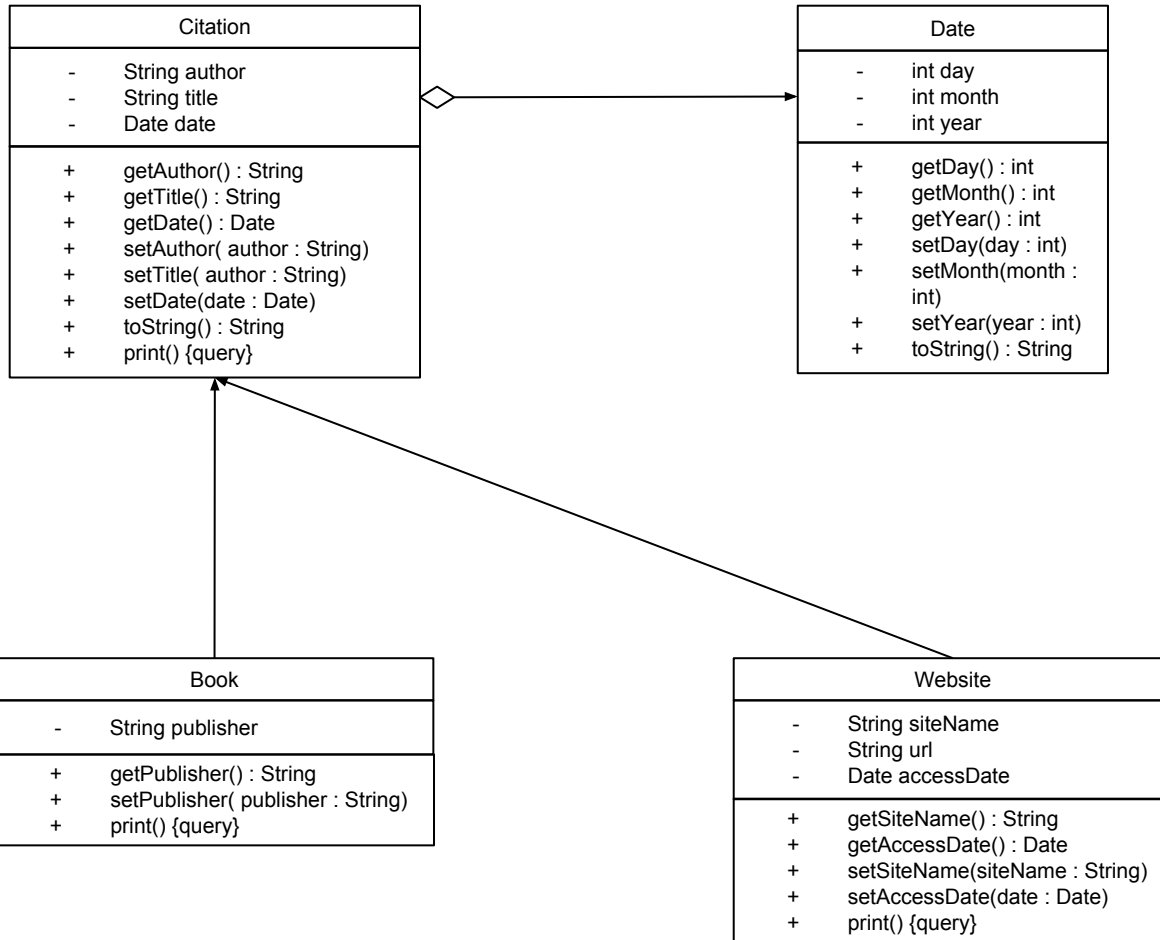 Citation
- String author
- String title
- Date date
+ getAuthor() : String
+ getTitle() : String
+ getDate() : Date
+ setAuthor( author : String)
+ setTitle( author : String)
+ setDate(date : Date)
+ toString() : String
+ print() {query}
Date
- int day
- int month
- int year
+ getDay() : int
+ getMonth() : int
+ getYear() : int
+ setDay(day : int)
+ setMonth(month :
int)
+ setYear(year : int)
+ toString() : String
Book
- String publisher
+ getPublisher() : String
+ setPublisher( publisher : String)
+ print() {query}
Website
- String siteName
- String url
- Date accessDate
+ getSiteName() : String
+ getAccessDate() : Date
+ setSiteName(siteName : String)
+ setAccessDate(date : Date)
+ print() {query}